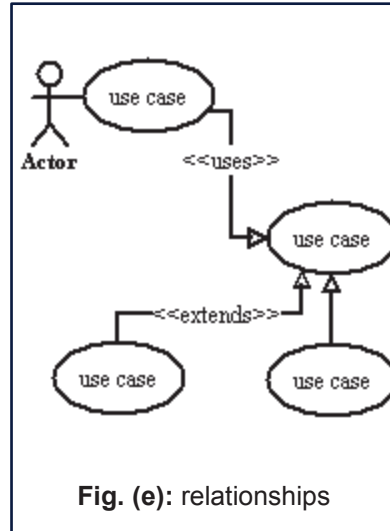 use case
Actor
<<uses>>
use case
<<extends>>
use case
use case
Fig. (e): relationships